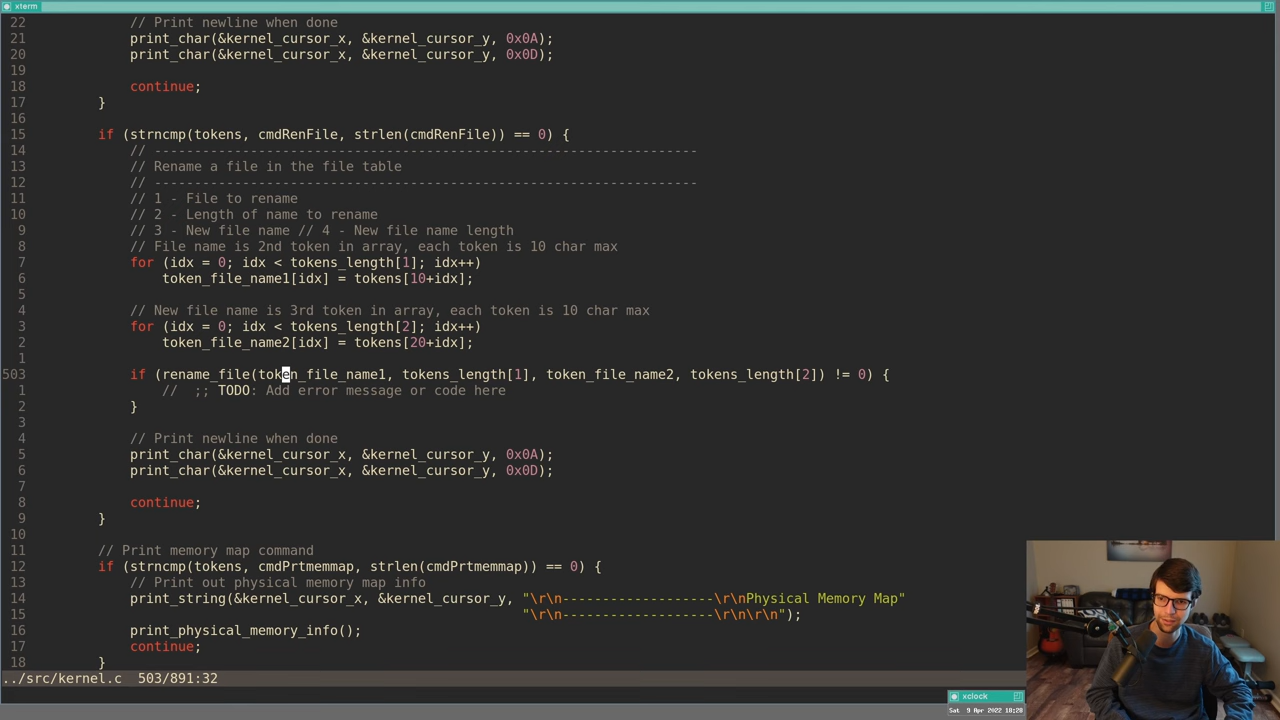 xterm
22             // Print newline when done
21             print_char(&kernel_cursor_x, &kernel_cursor_y, 0x0A);
20             print_char(&kernel_cursor_x, &kernel_cursor_y, 0x0D);
19
18             continue;
17         }
16
15         if (strncmp(tokens, cmdRenFile, strlen(cmdRenFile)) == 0) {
14             // --------------------------------------------------------------------
13             // Rename a file in the file table
12             // --------------------------------------------------------------------
11             // 1 - File to rename
10             // 2 - Length of name to rename
9             // 3 - New file name // 4 - New file name length
8             // File name is 2nd token in array, each token is 10 char max
7             for (idx = 0; idx < tokens_length[1]; idx++)
6                 token_file_name1[idx] = tokens[10+idx];
5
4             // New file name is 3rd token in array, each token is 10 char max
3             for (idx = 0; idx < tokens_length[2]; idx++)
2                 token_file_name2[idx] = tokens[20+idx];
1
503             if (rename_file(token_file_name1, tokens_length[1], token_file_name2, tokens_length[2]) != 0) {
1                 //  ;; TODO: Add error message or code here
2             }
3
4             // Print newline when done
5             print_char(&kernel_cursor_x, &kernel_cursor_y, 0x0A);
6             print_char(&kernel_cursor_x, &kernel_cursor_y, 0x0D);
7
8             continue;
9         }
10
11         // Print memory map command
12         if (strncmp(tokens, cmdPrtmemmap, strlen(cmdPrtmemmap)) == 0) {
13             // Print out physical memory map info
14             print_string(&kernel_cursor_x, &kernel_cursor_y, "\r\n-------------------\r\nPhysical Memory Map"
15                                                              "\r\n-------------------\r\n\r\n");
16             print_physical_memory_info();
17             continue;
18         }
../src/kernel.c  503/891:32
xclock
Sat  9 Apr 2022 18:28